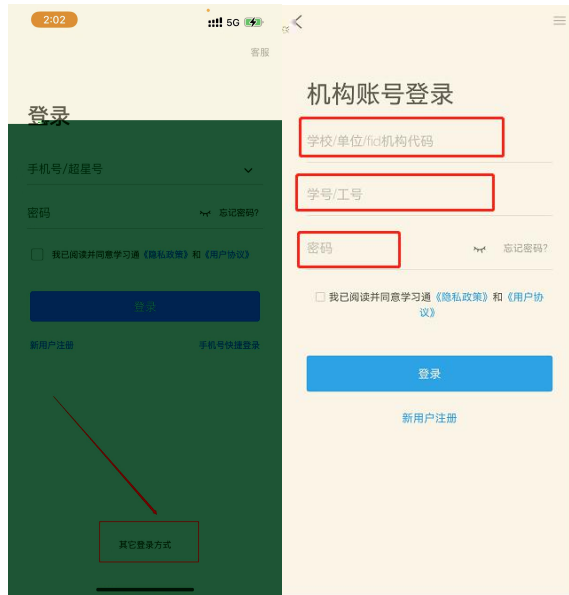 2:02
5G
客服
登录
手机号/超星号
密码
忘记密码?
我已阅读并同意学习通《隐私政策》和《用户协议》
登录
新用户注册
手机号快捷登录
其它登录方式
机构账号登录
学校/单位/fid机构代码
学号/工号
密码
忘记密码?
我已阅读并同意学习通《隐私政策》和《用户协
议》
登录
新用户注册